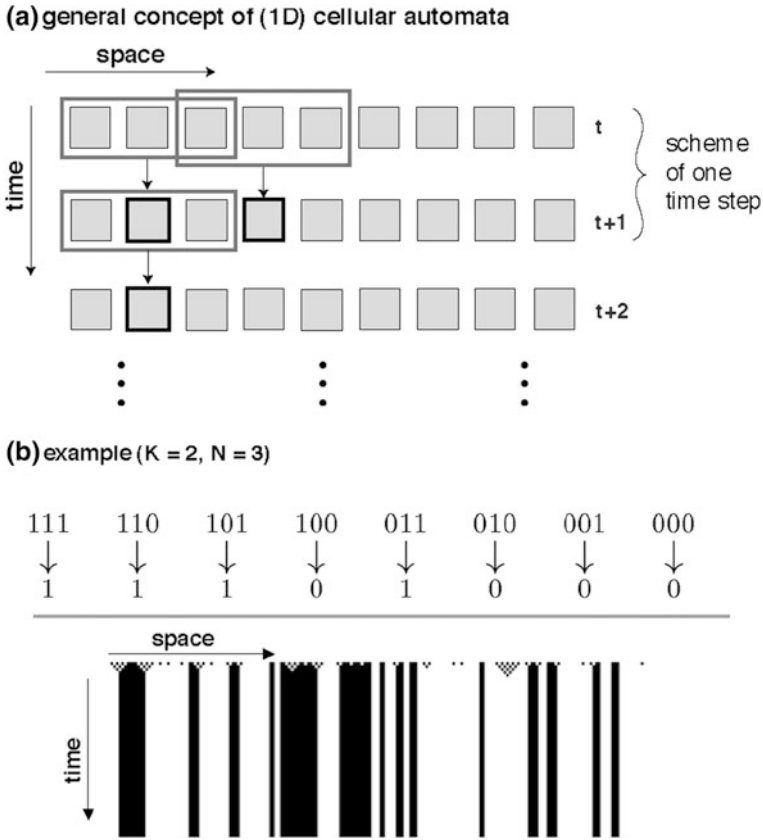 (a) general concept of (1D) cellular automata
space
time
t
scheme
of one
time step
t+1
t+2
(b) example (K = 2, N = 3)
111 110 101 100 011 010 001 000
1 1 1 0 1 0 0 0
space
time